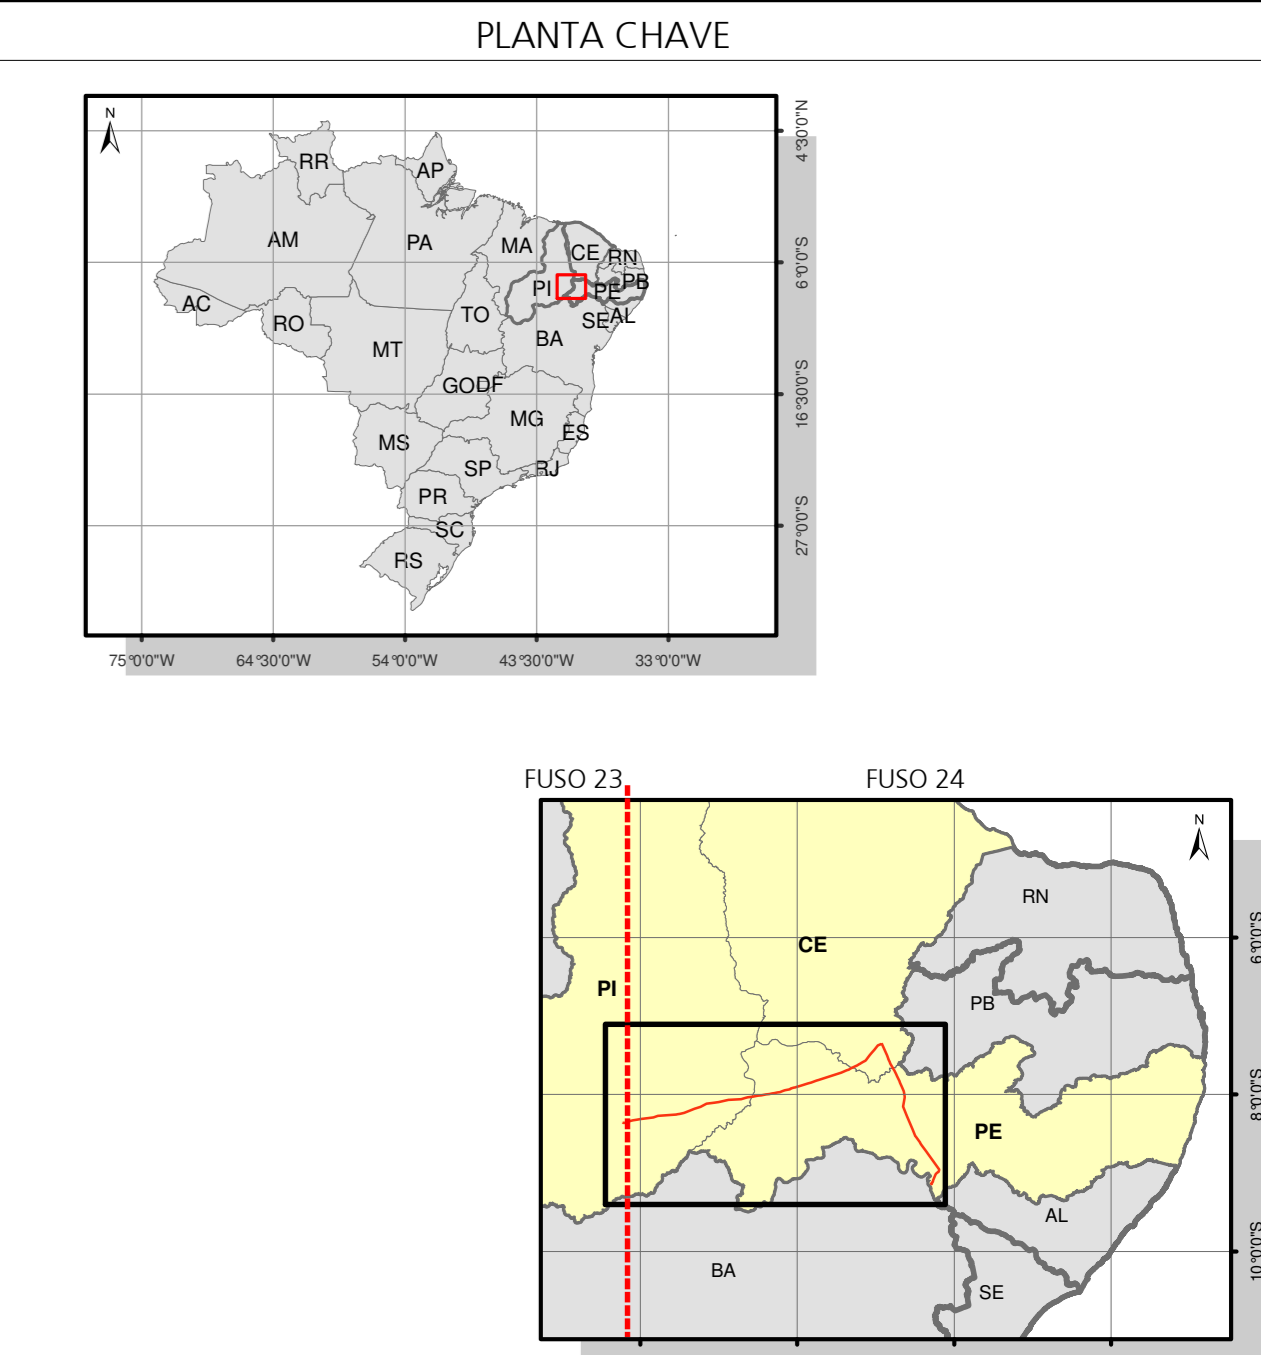 PLANTA CHAVE
N
4°30'0"N
RR
AP
AM
PA
MA
CE
RN
6°0'0"S
PI
PB
PE
AC
RO
TO
SE
AL
BA
MT
GO
DF
16°30'0"S
MG
MS
ES
SP
RJ
PR
SC
27°0'0"S
RS
75°0'0"W
64°30'0"W
54°0'0"W
43°30'0"W
33°0'0"W
FUSO 23
FUSO 24
N
RN
CE
6°0'0"S
PI
PB
8°0'0"S
PE
AL
10°0'0"S
BA
SE